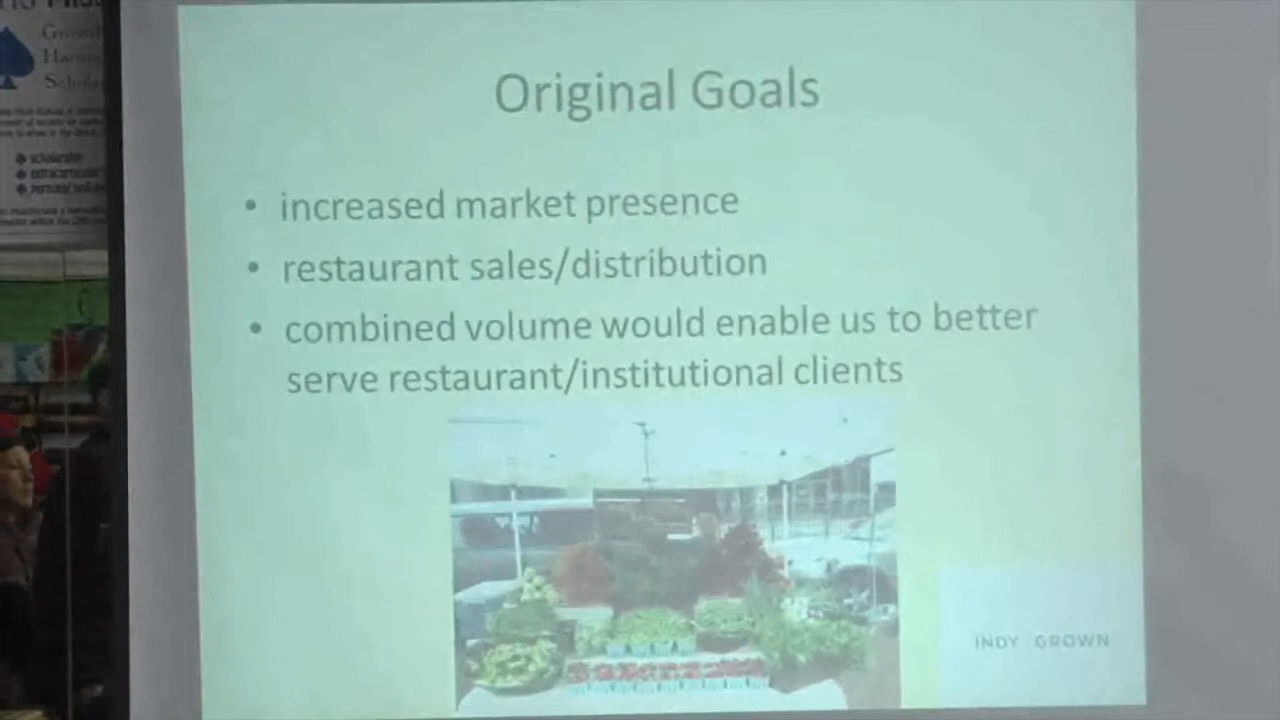 Original Goals
• increased market presence
• restaurant sales/distribution
• combined volume would enable us to better
serve restaurant/institutional clients
INDY GROWN
scholarship